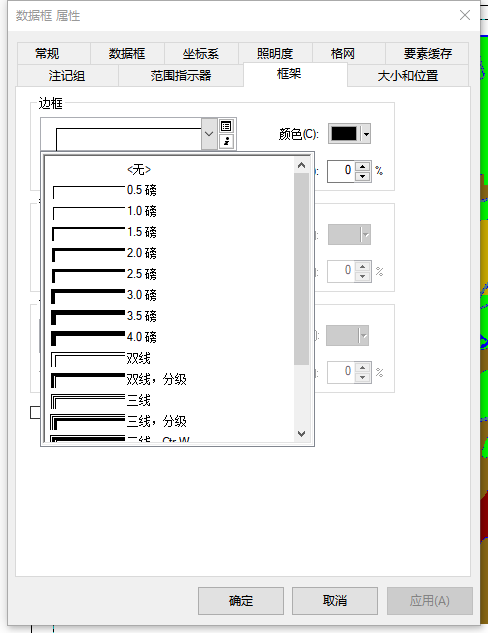 数据框 属性
常规 数据框 坐标系 照明度 格网 要素缓存
注记组 范围指示器 框架 大小和位置
边框
颜色(C):
<无>
0 %
0.5 磅
1.0 磅
1.5 磅
2.0 磅
2.5 磅
0 %
3.0 磅
3.5 磅
4.0 磅
双线
双线，分级
0 %
三线
三线，分级
确定 取消 应用(A)